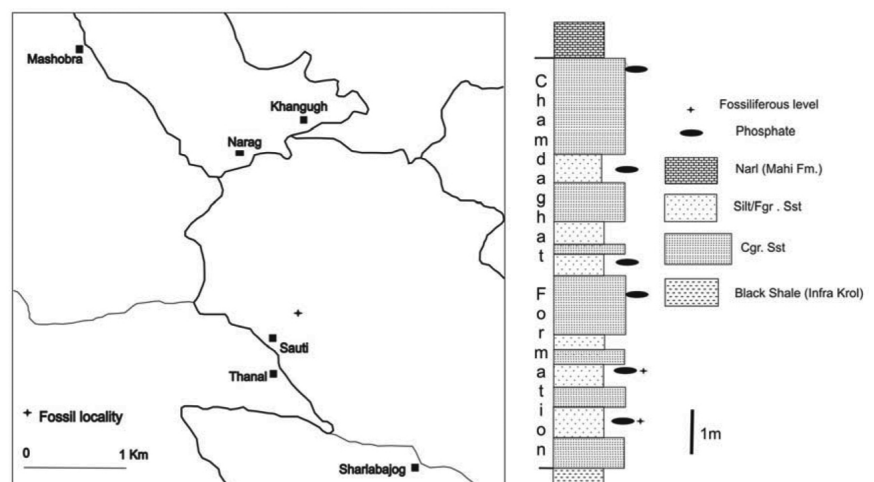 Mashobra
Khangugh
Narag
Sauti
Thanal
Fossil locality
0 1 Km
Sharlabajog
Chamdaghat Formation
Fossiliferous level
Phosphate
Narl (Mahi Fm.)
Silt/Fgr . Sst
Cgr. Sst
Black Shale (Infra Krol)
1m